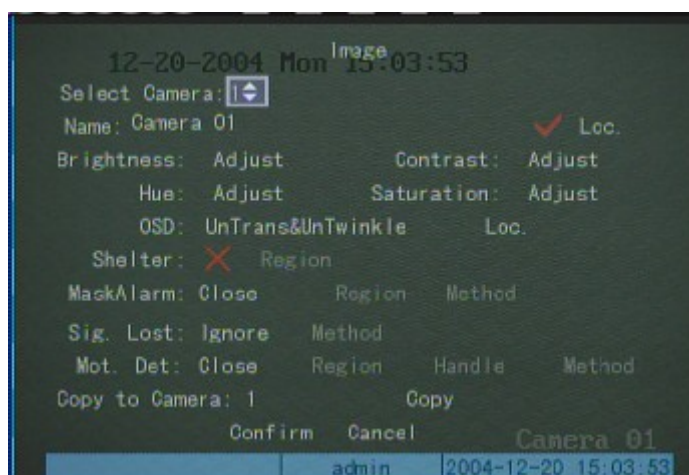 Image
12-20-2004 Mon 15:03:53
Select Camera: 1
Name: Camera 01 Loc.
Brightness: Adjust Contrast: Adjust
Hue: Adjust Saturation: Adjust
OSD: UnTrans&UnTwinkle Loc.
Shelter: Region
MaskAlarm: Close Region Method
Sig. Lost: Ignore Method
Mot. Det: Close Region Handle Method
Copy to Camera: 1 Copy
Confirm Cancel
Camera 01
admin 2004-12-20 15:03:53